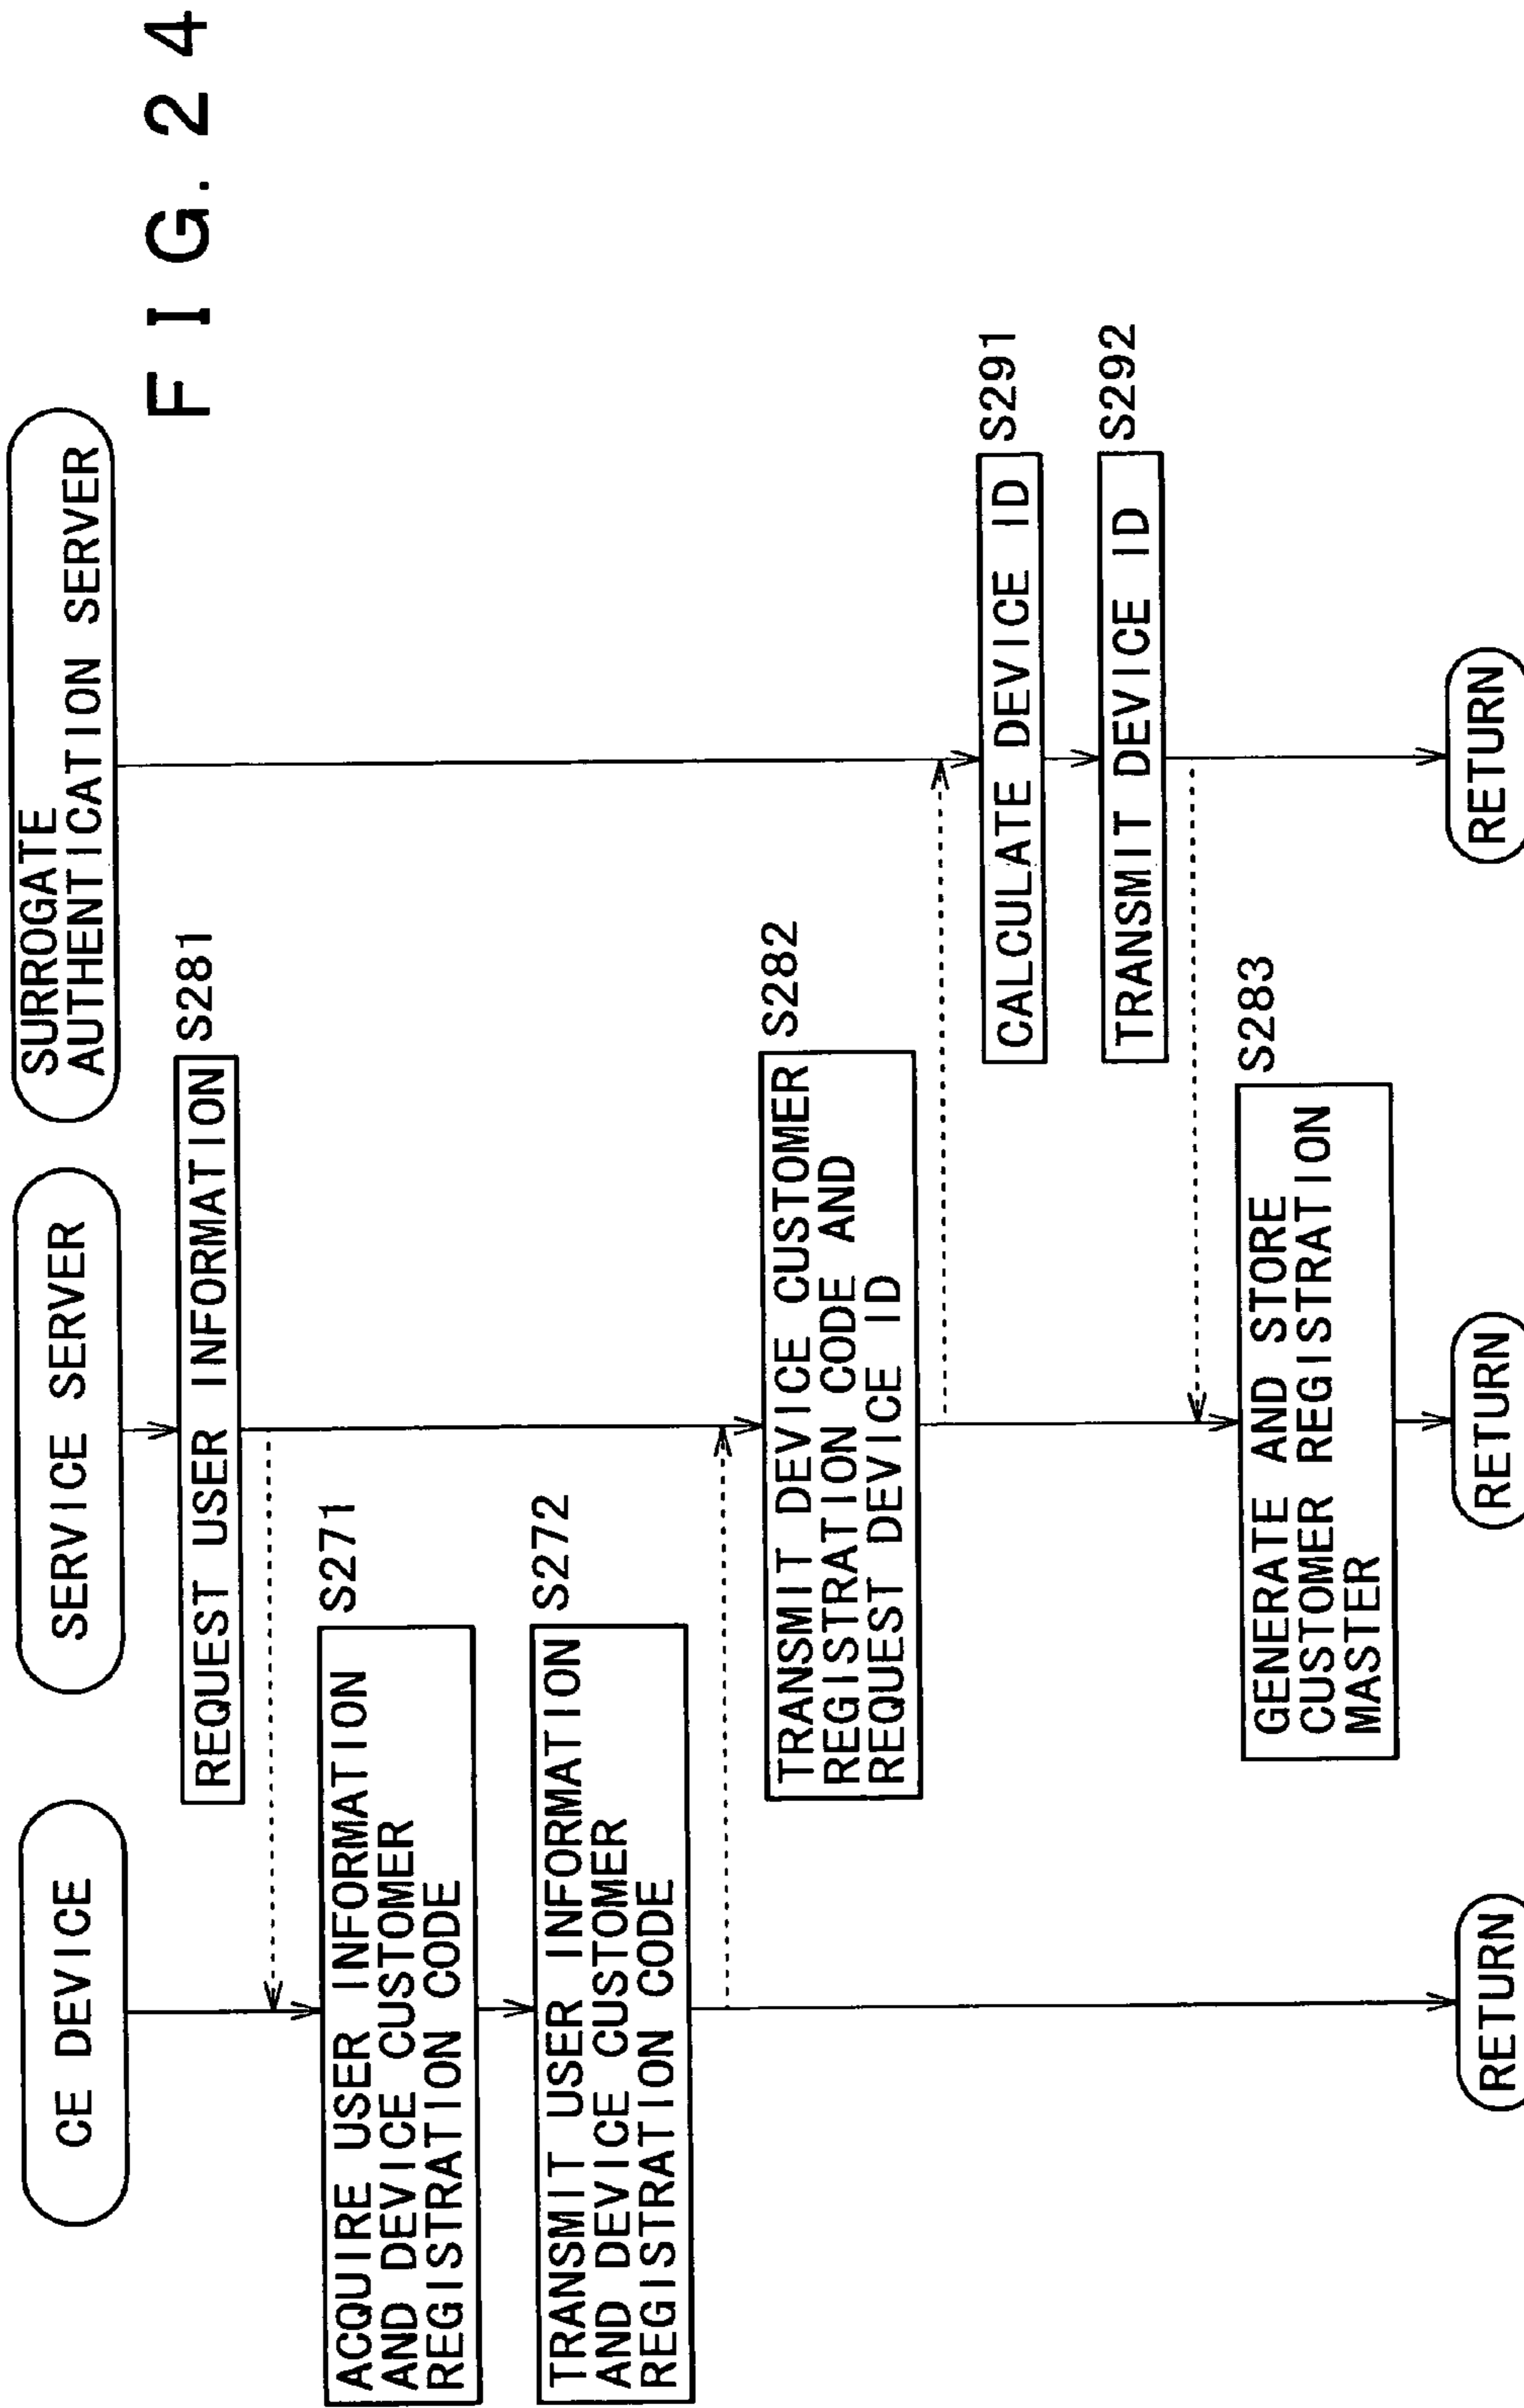 FIG. 24
CE DEVICE
SERVICE SERVER
SURROGATE
AUTHENTICATION SERVER
REQUEST USER INFORMATION
S281
ACQUIRE USER INFORMATION
AND DEVICE CUSTOMER
REGISTRATION CODE
S271
TRANSMIT USER INFORMATION
AND DEVICE CUSTOMER
REGISTRATION CODE
S272
TRANSMIT DEVICE CUSTOMER
REGISTRATION CODE AND
REQUEST DEVICE ID
S282
CALCULATE DEVICE ID
S291
TRANSMIT DEVICE ID
S292
GENERATE AND STORE
CUSTOMER REGISTRATION
MASTER
S283
RETURN
RETURN
RETURN